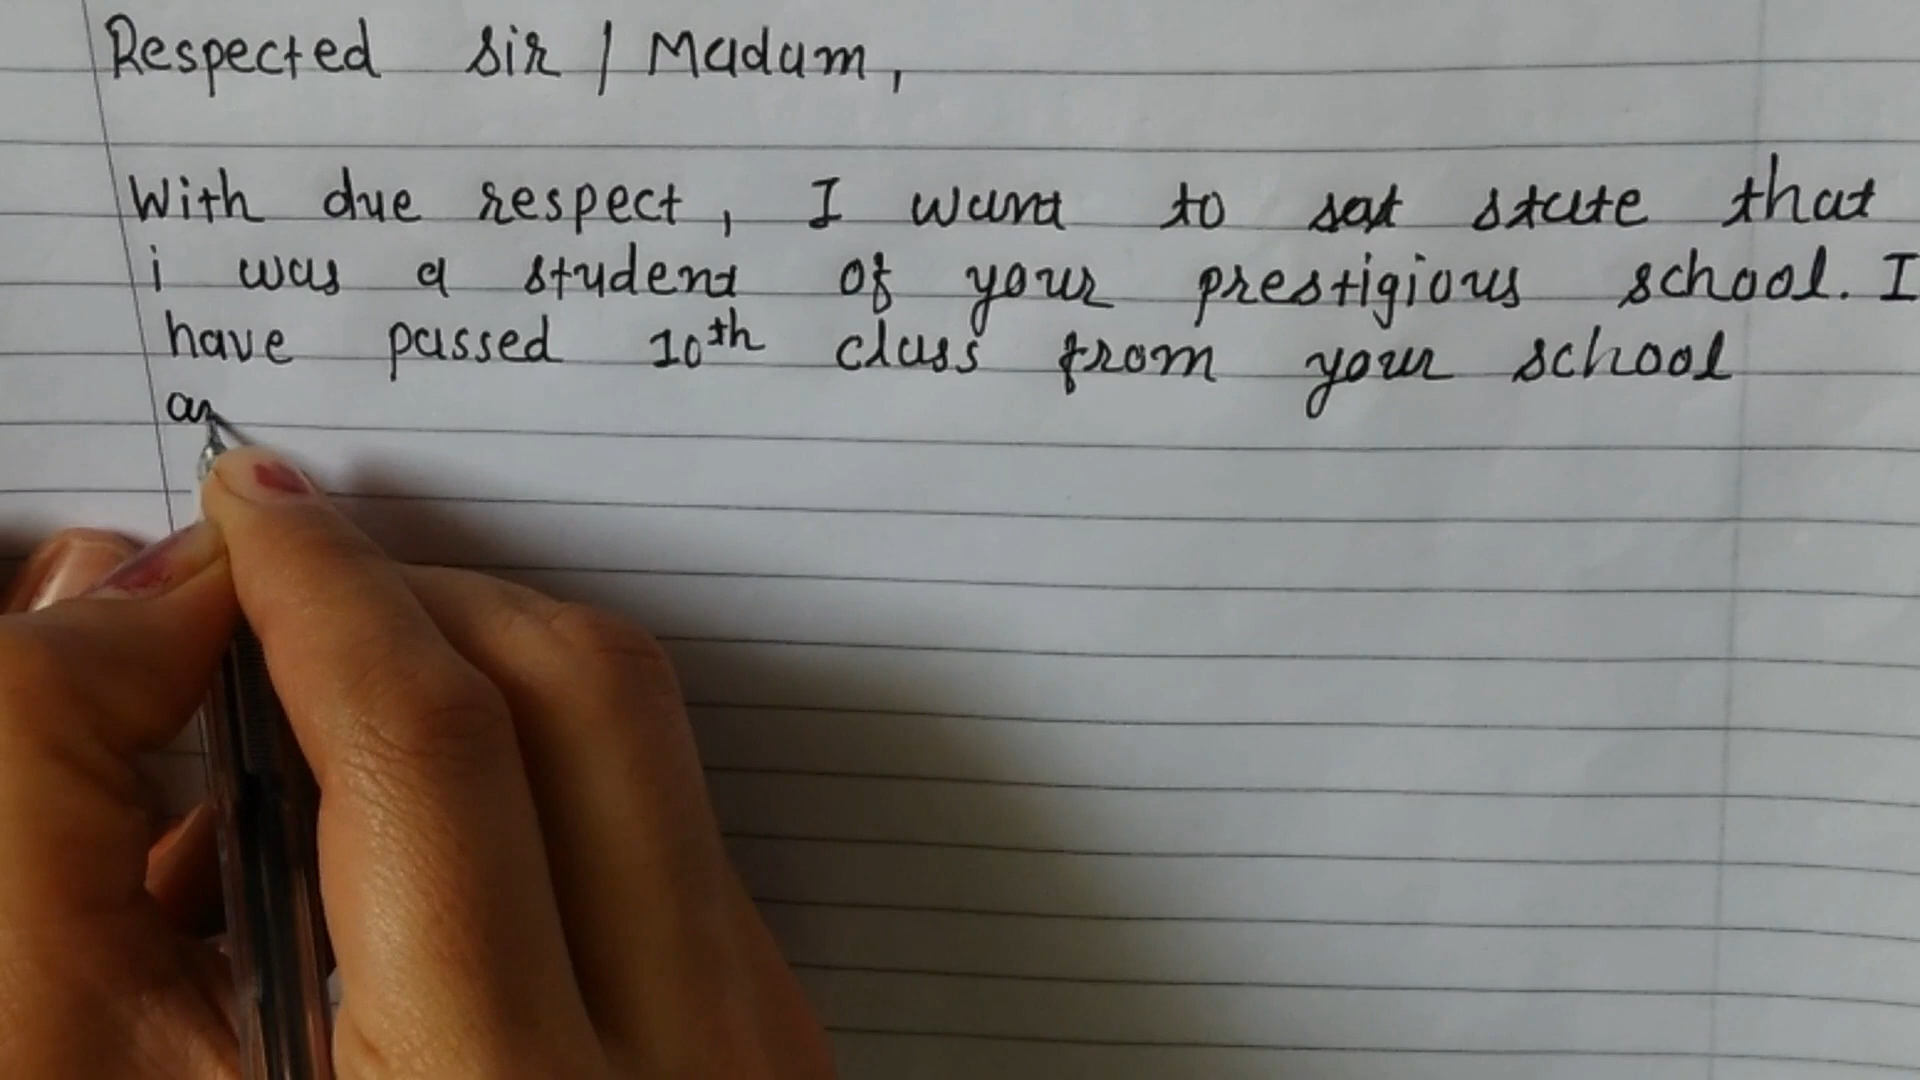 Respected sir / Madam,
With due respect, I want to sat state that
i was a student of your prestigious school. I
have passed 10th class from your school
an